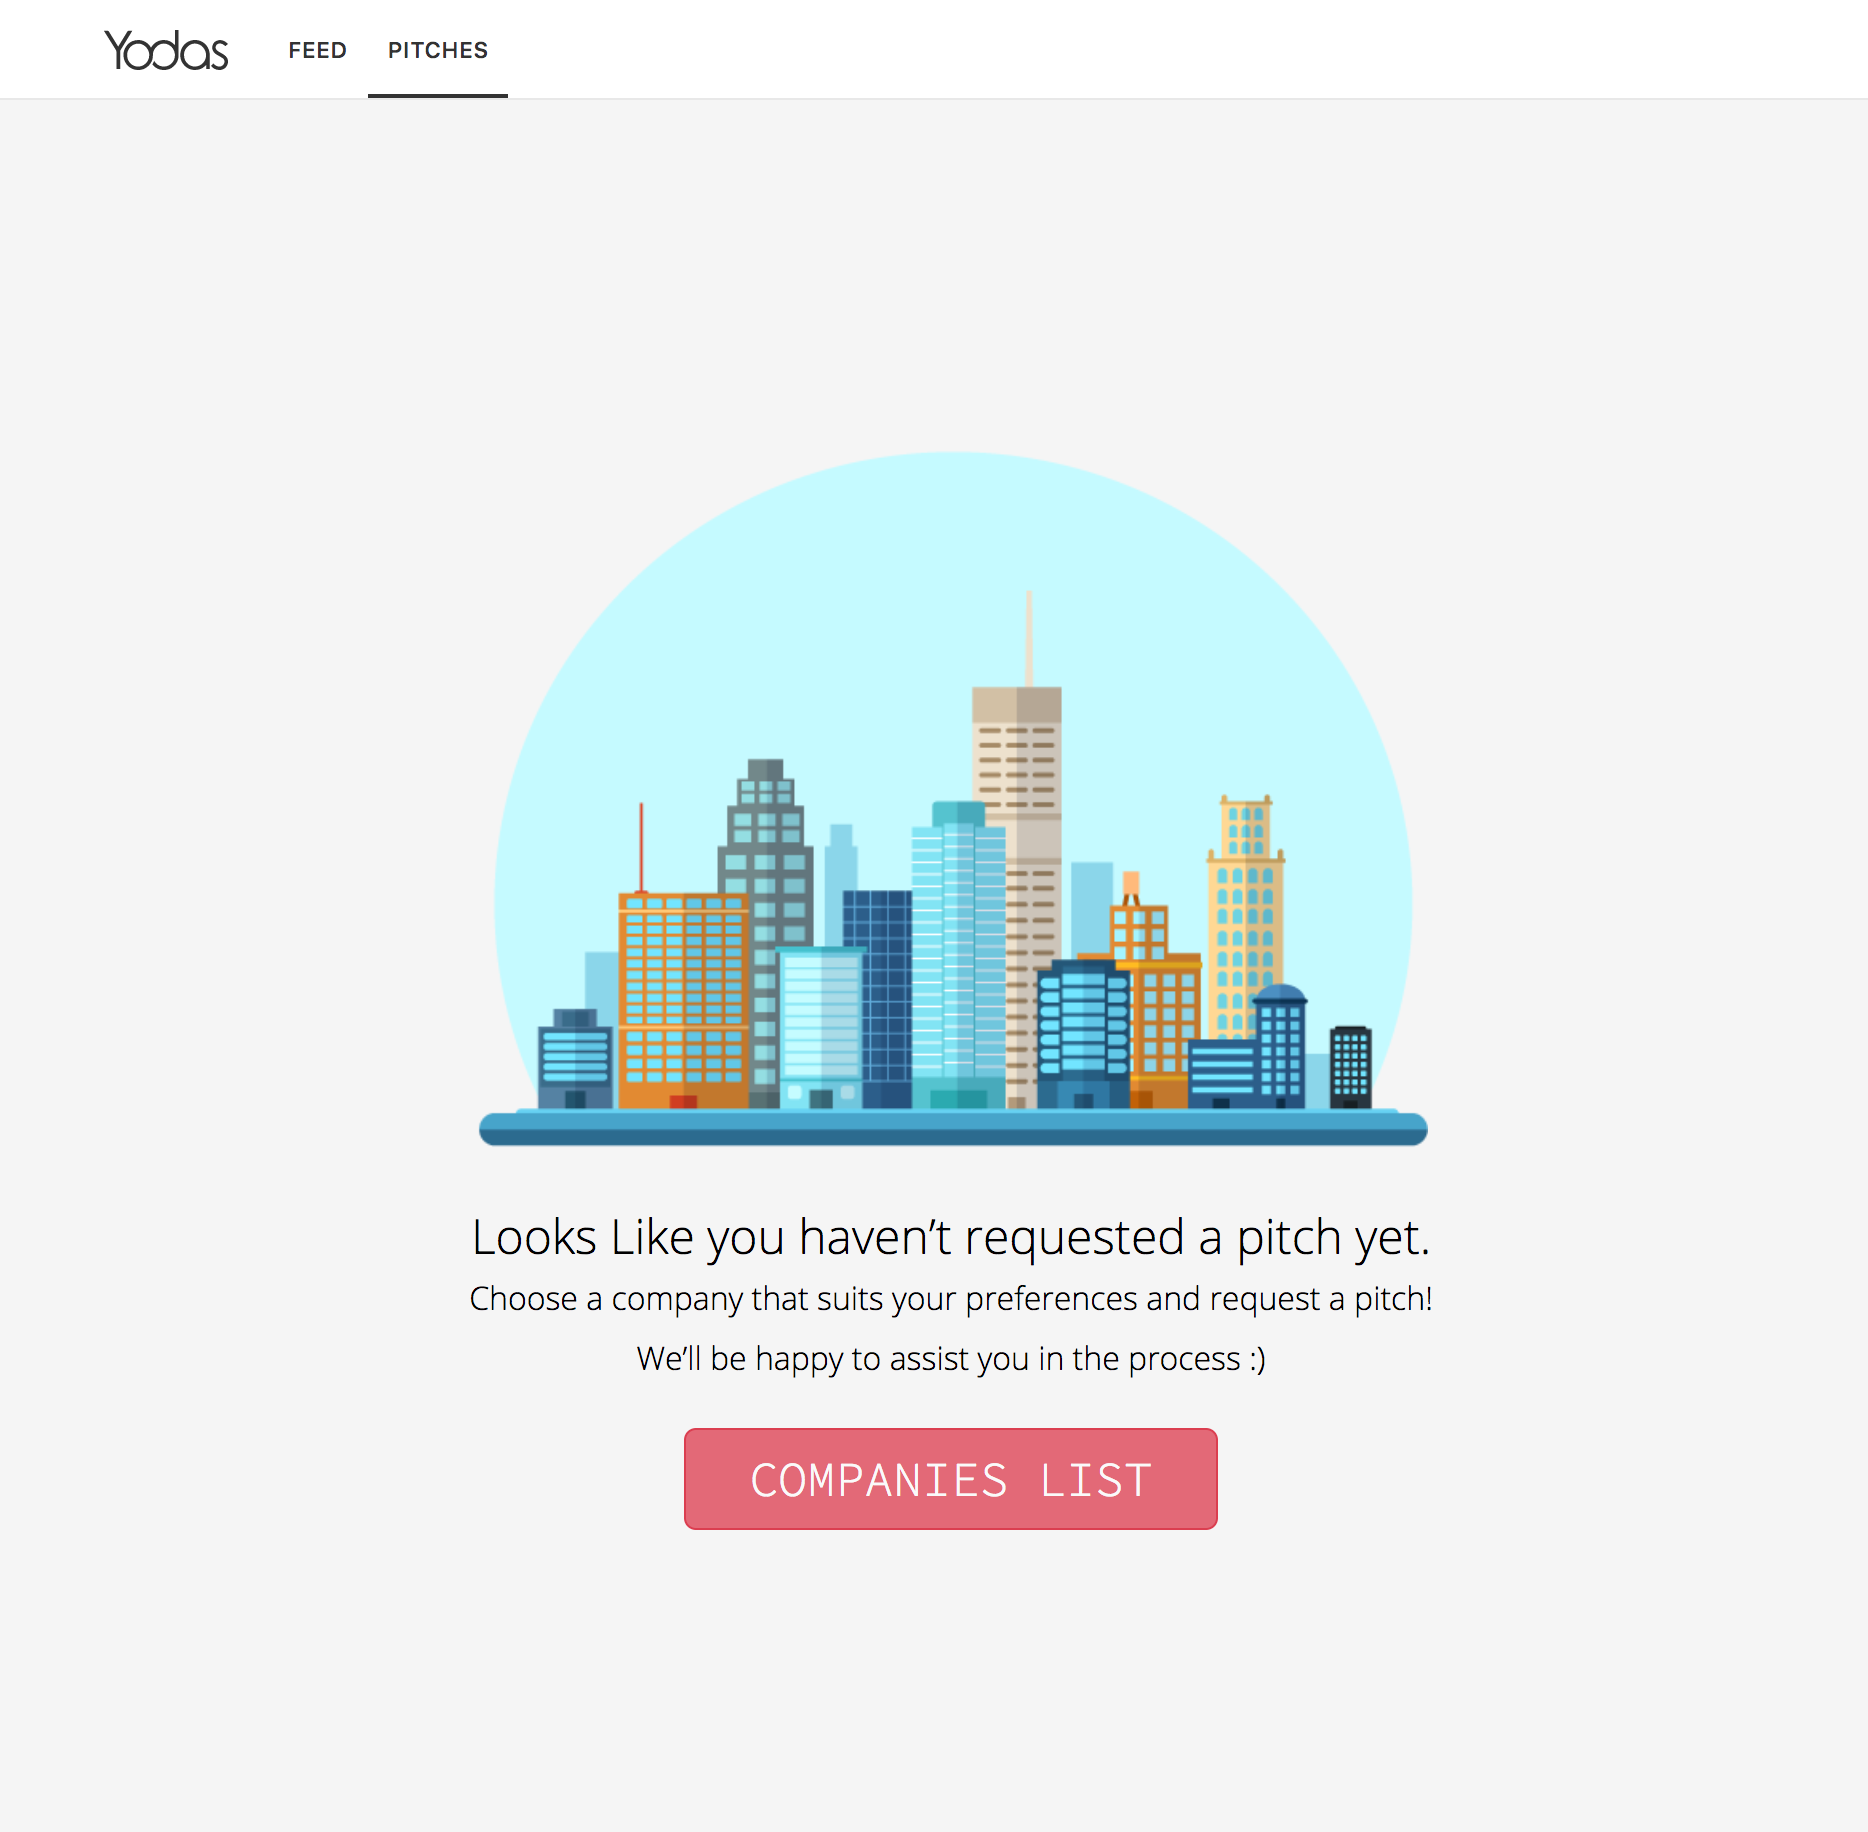 Yodas FEED PITCHES
Looks Like you haven’t requested a pitch yet.
Choose a company that suits your preferences and request a pitch!
We’ll be happy to assist you in the process :)
COMPANIES LIST